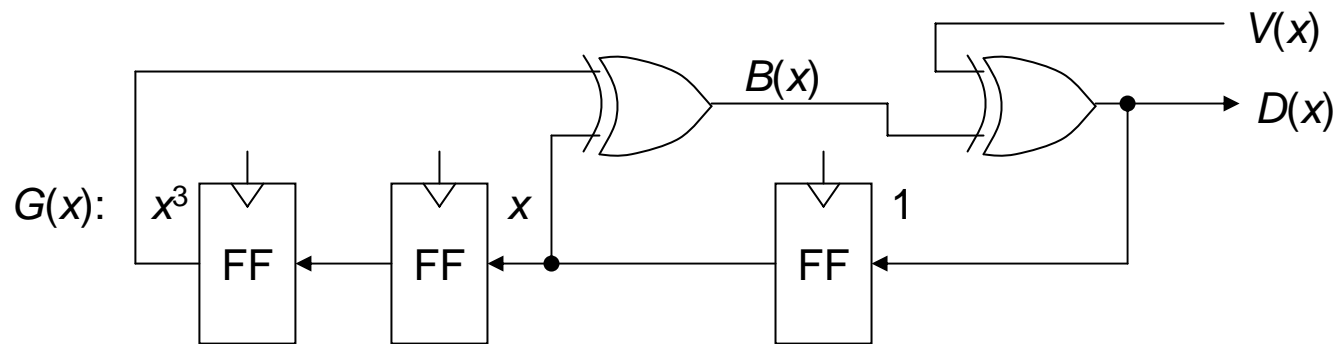 V(x)
B(x)
D(x)
G(x): x³ x 1
FF FF FF